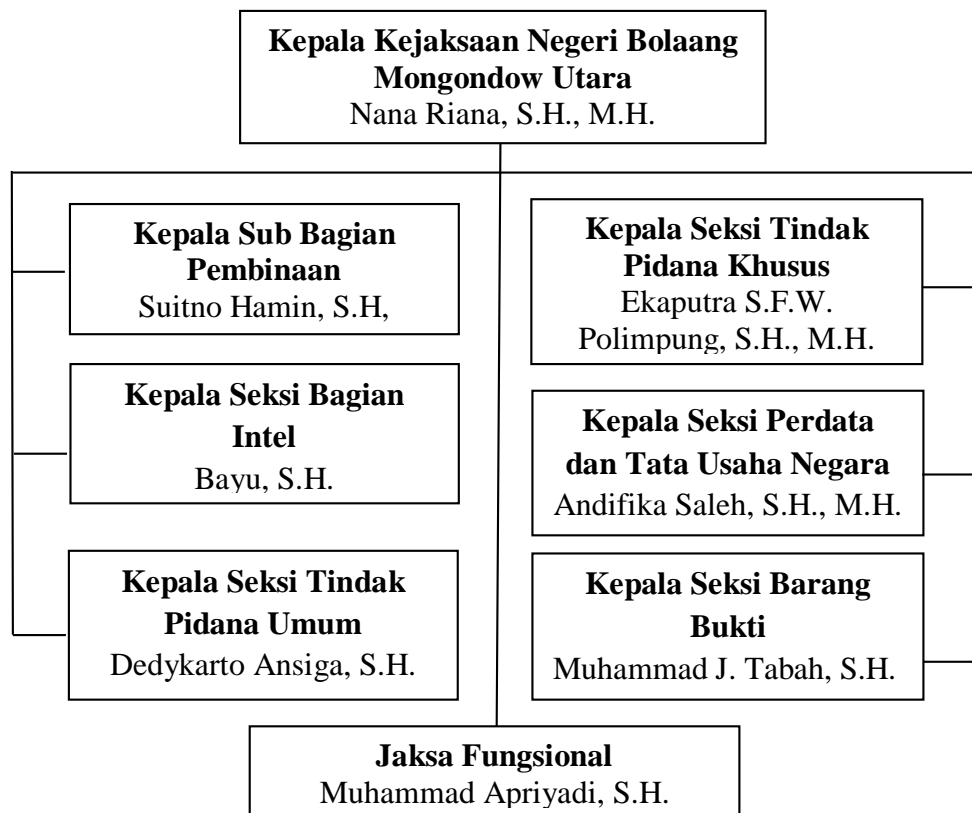 Kepala Kejaksaan Negeri Bolaang
Mongondow Utara
Nana Riana, S.H., M.H.
Kepala Sub Bagian
Pembinaan
Suitno Hamin, S.H,
Kepala Seksi Bagian
Intel
Bayu, S.H.
Kepala Seksi Tindak
Pidana Umum
Dedykarto Ansiga, S.H.
Kepala Seksi Tindak
Pidana Khusus
Ekaputra S.F.W.
Polimpung, S.H., M.H.
Kepala Seksi Perdata
dan Tata Usaha Negara
Andifika Saleh, S.H., M.H.
Kepala Seksi Barang
Bukti
Muhammad J. Tabah, S.H.
Jaksa Fungsional
Muhammad Apriyadi, S.H.